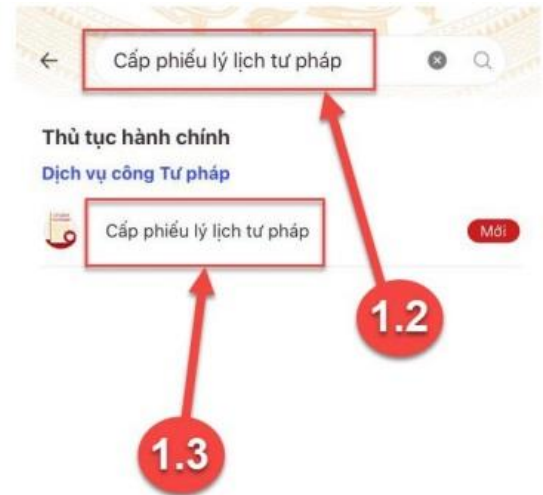 Cấp phiếu lý lịch tư pháp
Thủ tục hành chính
Dịch vụ công Tư pháp
Cấp phiếu lý lịch tư pháp
Mới
1.2
1.3